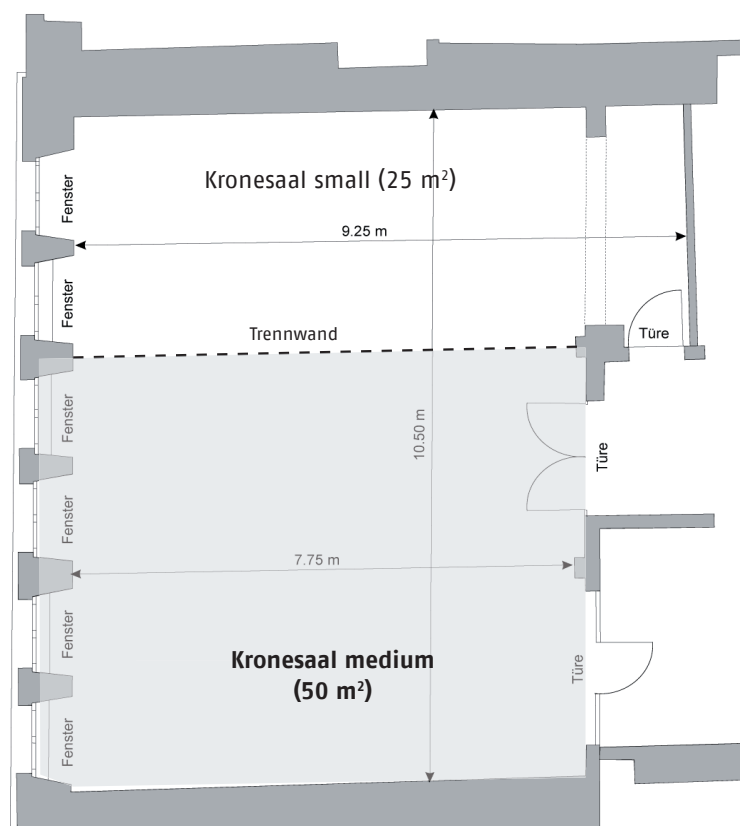 Kronesaal small (25 m²)
Fenster
9.25 m
Fenster
Trennwand
Türe
Fenster
10.50 m
Türe
Fenster
7.75 m
Fenster
Kronesaal medium
(50 m²)
Türe
Fenster